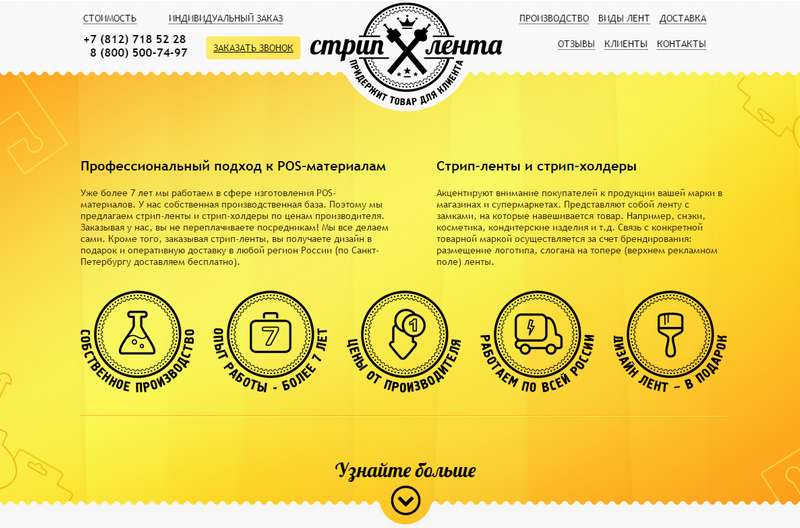 СТОИМОСТЬ
ИНДИВИДУАЛЬНЫЙ ЗАКАЗ
+7 (812) 718 52 28
8 (800) 500-74-97
ЗАКАЗАТЬ ЗВОНОК
стрип лента
ПРИДЕРЖИТ ТОВАР ДЛЯ КЛИЕНТА
ПРОИЗВОДСТВО
ВИДЫ ЛЕНТ
ДОСТАВКА
ОТЗЫВЫ
КЛИЕНТЫ
КОНТАКТЫ
Профессиональный подход к POS-материалам
Уже более 7 лет мы работаем в сфере изготовления POS-
материалов. У нас собственная производственная база. Поэтому мы
предлагаем стрип-ленты и стрип-холдеры по ценам производителя.
Заказывая у нас, вы не переплачиваете посредникам! Мы все делаем
сами. Кроме того, заказывая стрип-ленты, вы получаете дизайн в
подарок и оперативную доставку в любой регион России (по Санкт-
Петербургу доставляем бесплатно).
Стрип-ленты и стрип-холдеры
Акцентируют внимание покупателей к продукции вашей марки в
магазинах и супермаркетах. Представляют собой ленту с
замками, на которые навешивается товар. Например, снэки,
косметика, кондитерские изделия и т.д. Связь с конкретной
товарной маркой осуществляется за счет брендирования:
размещение логотипа, слогана на топере (верхнем рекламном
поле) ленты.
СОБСТВЕННОЕ ПРОИЗВОДСТВО
7
ОПЫТ РАБОТЫ - БОЛЕЕ 7 ЛЕТ
1
ЦЕНЫ ОТ ПРОИЗВОДИТЕЛЯ
РАБОТАЕМ ПО ВСЕЙ РОССИИ
ДИЗАЙН ЛЕНТ – В ПОДАРОК
Узнайте больше